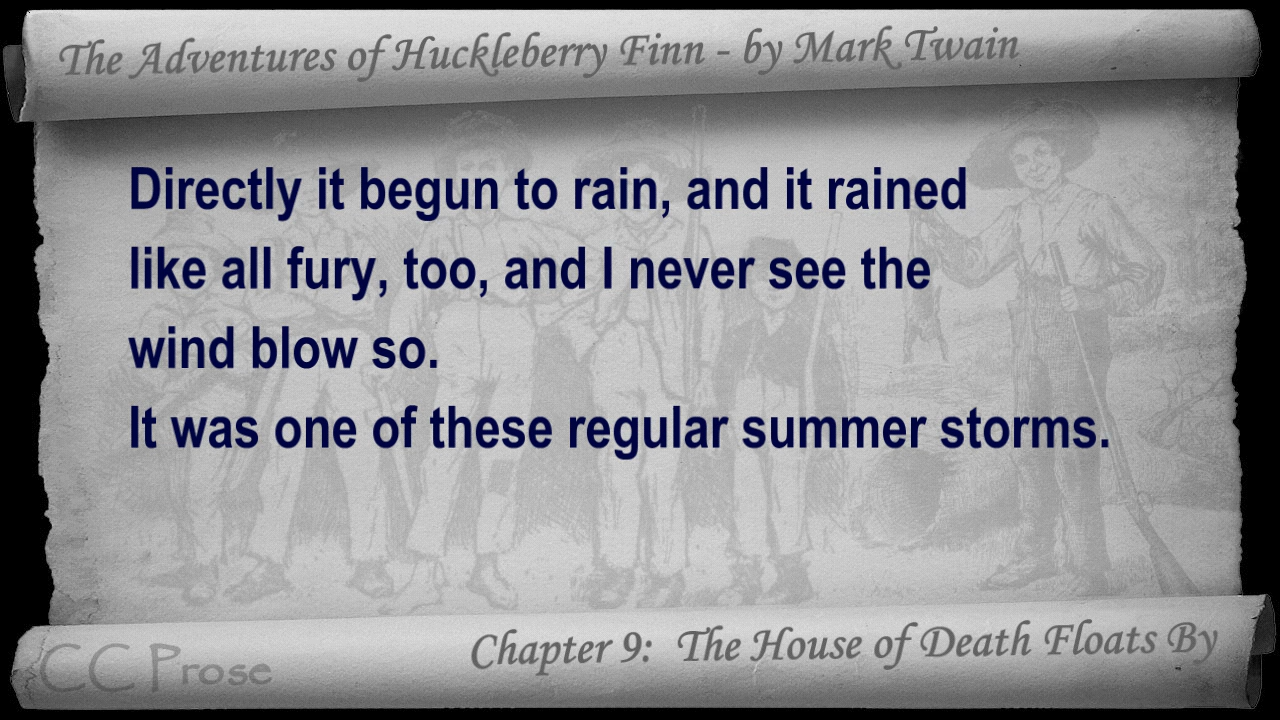 The Adventures of Huckleberry Finn - by Mark Twain
Directly it begun to rain, and it rained
like all fury, too, and I never see the
wind blow so.
It was one of these regular summer storms.
Chapter 9: The House of Death Floats By
CC Prose